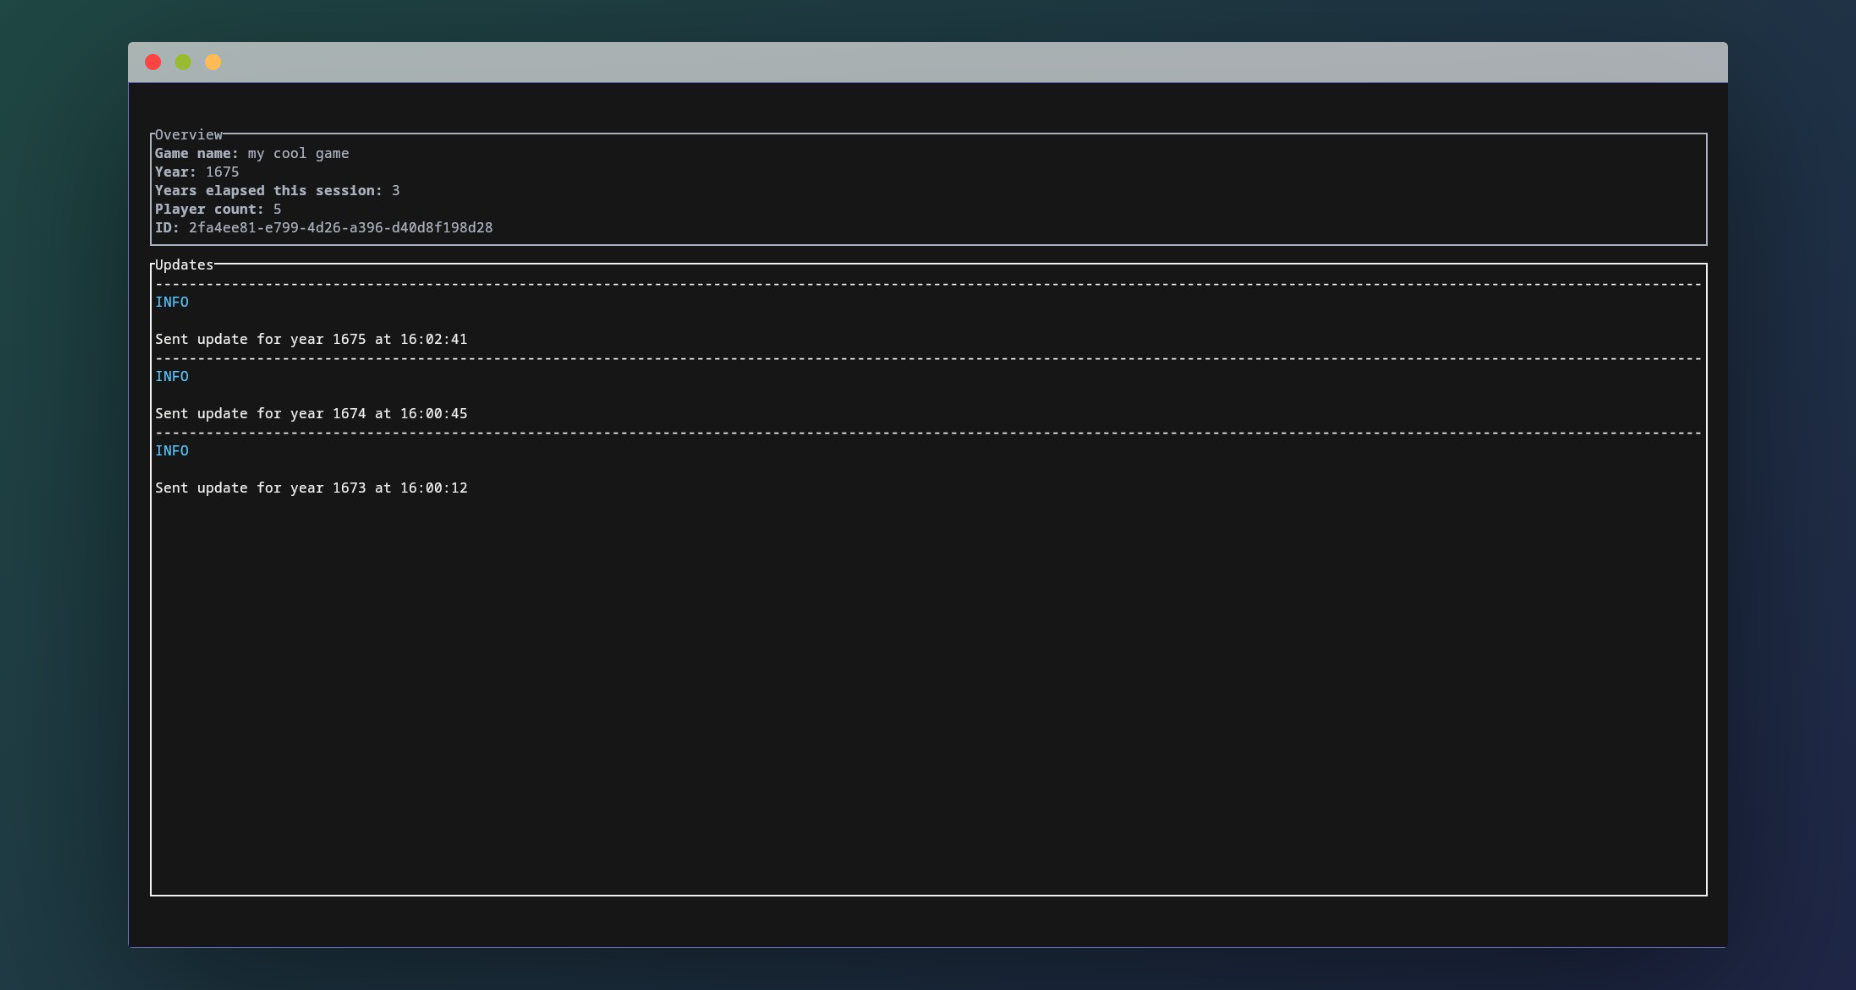 Overview
Game name: my cool game
Year: 1675
Years elapsed this session: 3
Player count: 5
ID: 2fa4ee81-e799-4d26-a396-d40d8f198d28
Updates
INFO
Sent update for year 1675 at 16:02:41
INFO
Sent update for year 1674 at 16:00:45
INFO
Sent update for year 1673 at 16:00:12